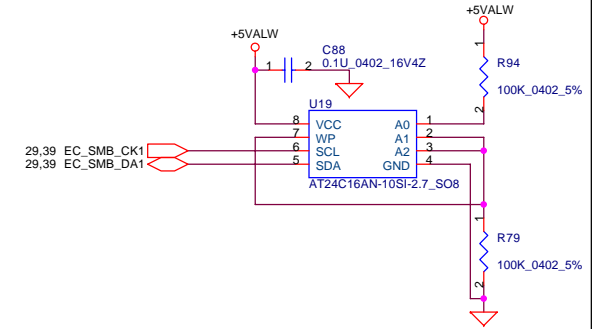 +5VALW
+5VALW
C88
0.1U_0402_16V4Z
1 2
1
R94
100K_0402_5%
2
U19
8 VCC A0 1
7 WP A1 2
6 SCL A2 3
5 SDA GND 4
29,39 EC_SMB_CK1
29,39 EC_SMB_DA1
AT24C16AN-10SI-2.7_SO8
1
R79
100K_0402_5%
2